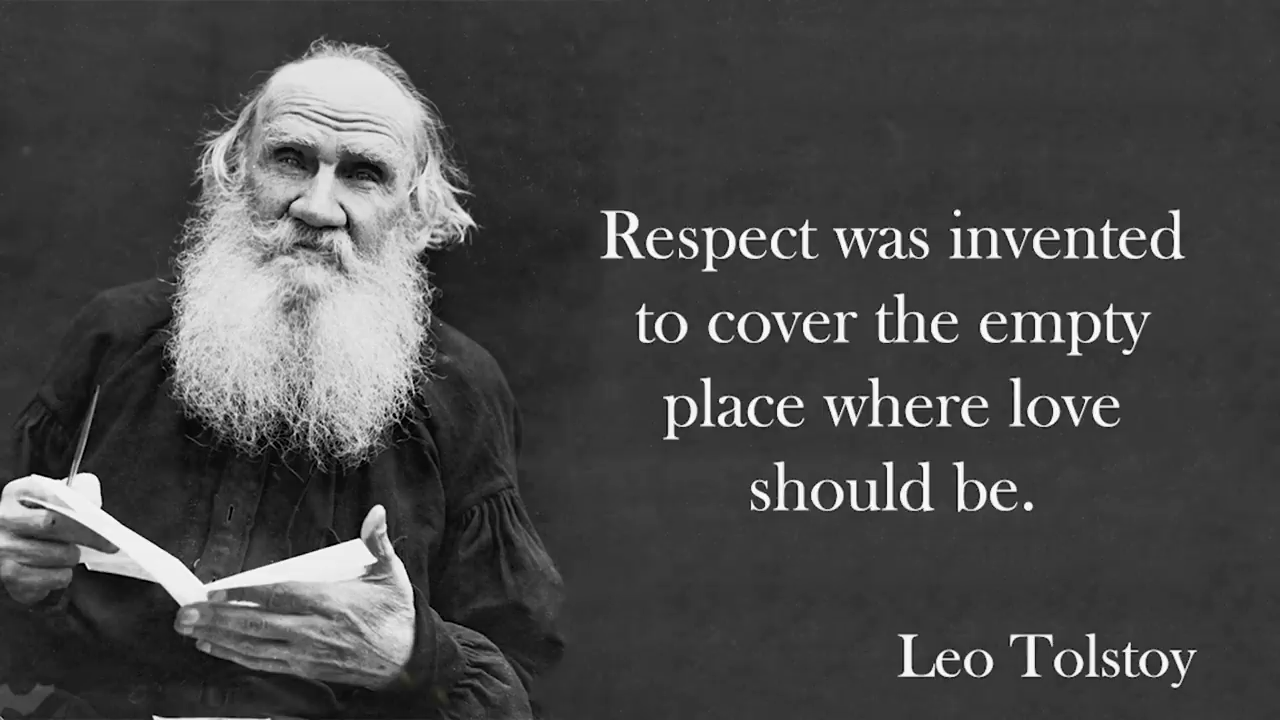 Respect was invented
to cover the empty
place where love
should be.
Leo Tolstoy